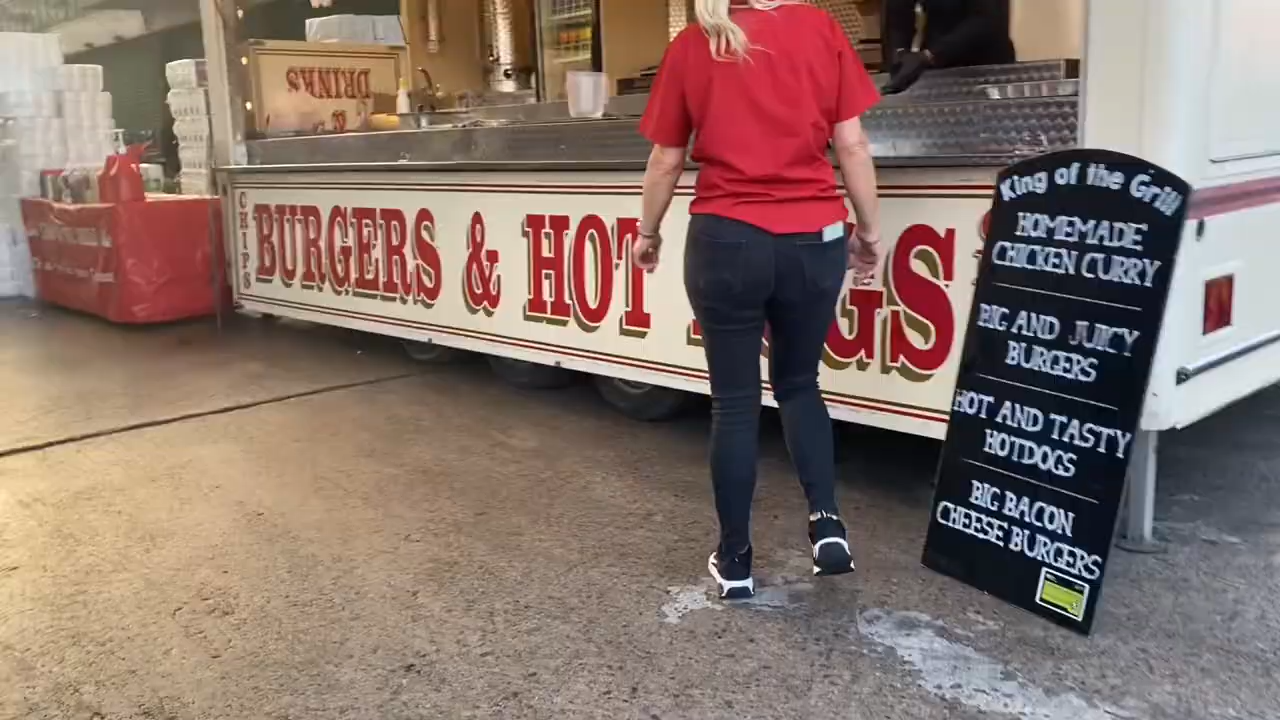 DRINKS
&
CHIPS
BURGERS & HOT GS
King of the Grill
HOMEMADE
CHICKEN CURRY
BIG AND JUICY
BURGERS
HOT AND TASTY
HOTDOGS
BIG BACON
CHEESE BURGERS